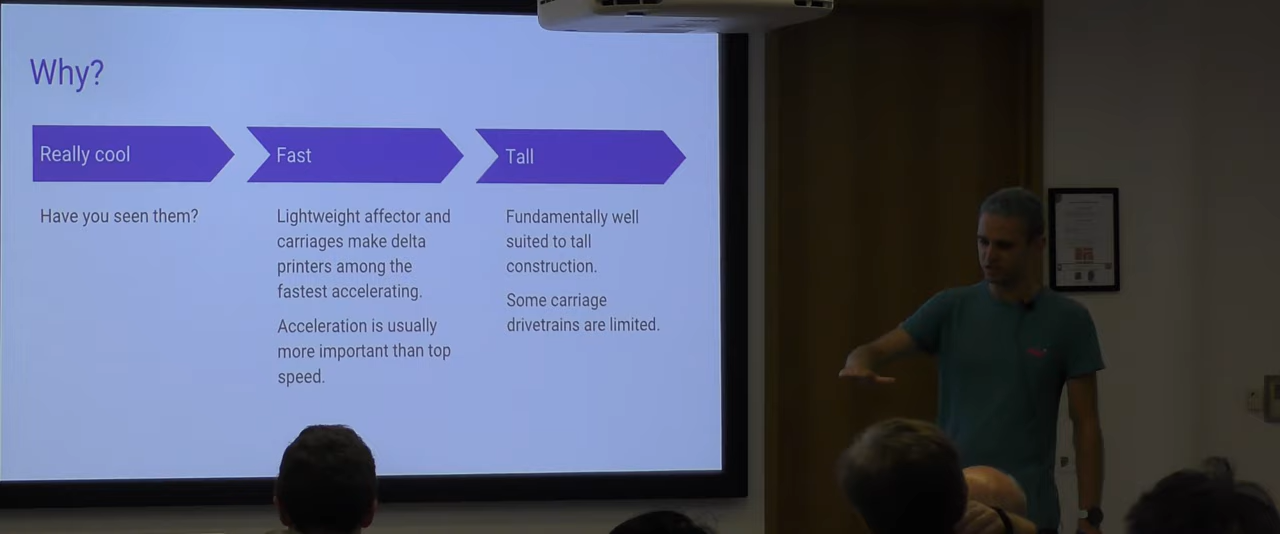 Why?
Really cool
Fast
Tall
Have you seen them?
Lightweight affector and
carriages make delta
printers among the
fastest accelerating.
Acceleration is usually
more important than top
speed.
Fundamentally well
suited to tall
construction.
Some carriage
drivetrains are limited.